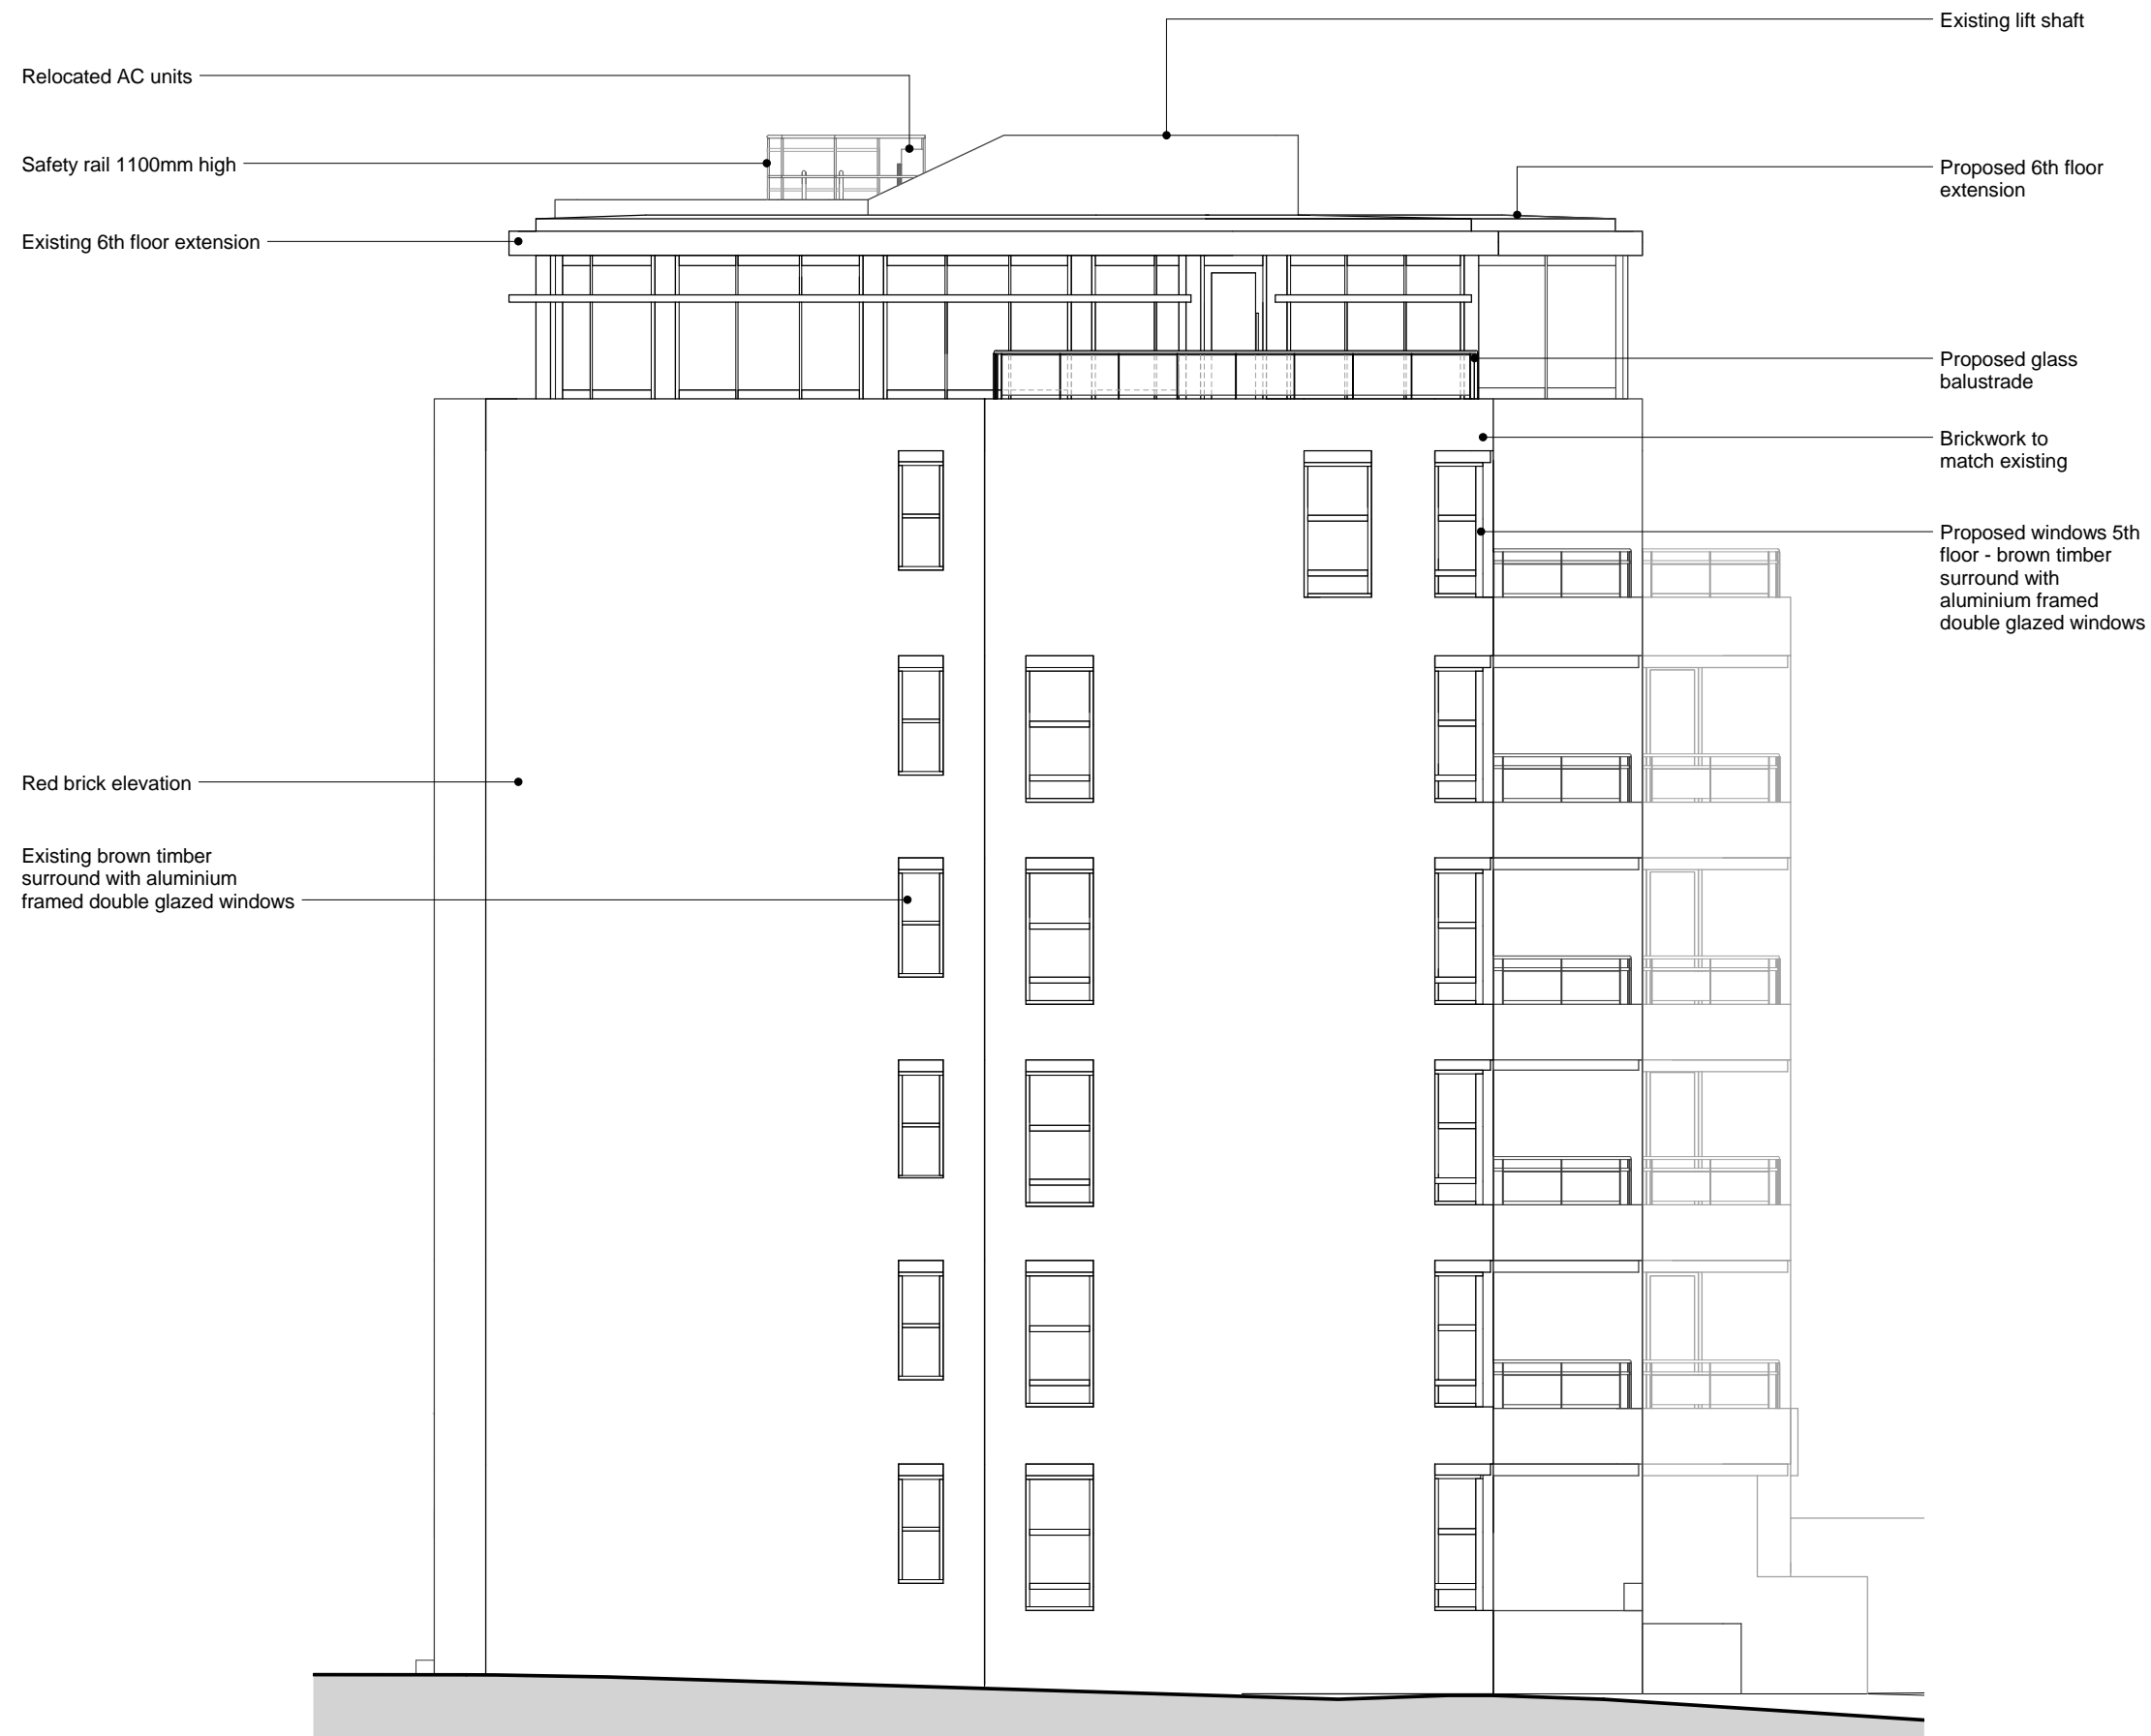 Existing lift shaft
Relocated AC units
Safety rail 1100mm high
Proposed 6th floor
extension
Existing 6th floor extension
Proposed glass
balustrade
Brickwork to
match existing
Proposed windows 5th
floor - brown timber
surround with
aluminium framed
double glazed windows
Red brick elevation
Existing brown timber
surround with aluminium
framed double glazed windows